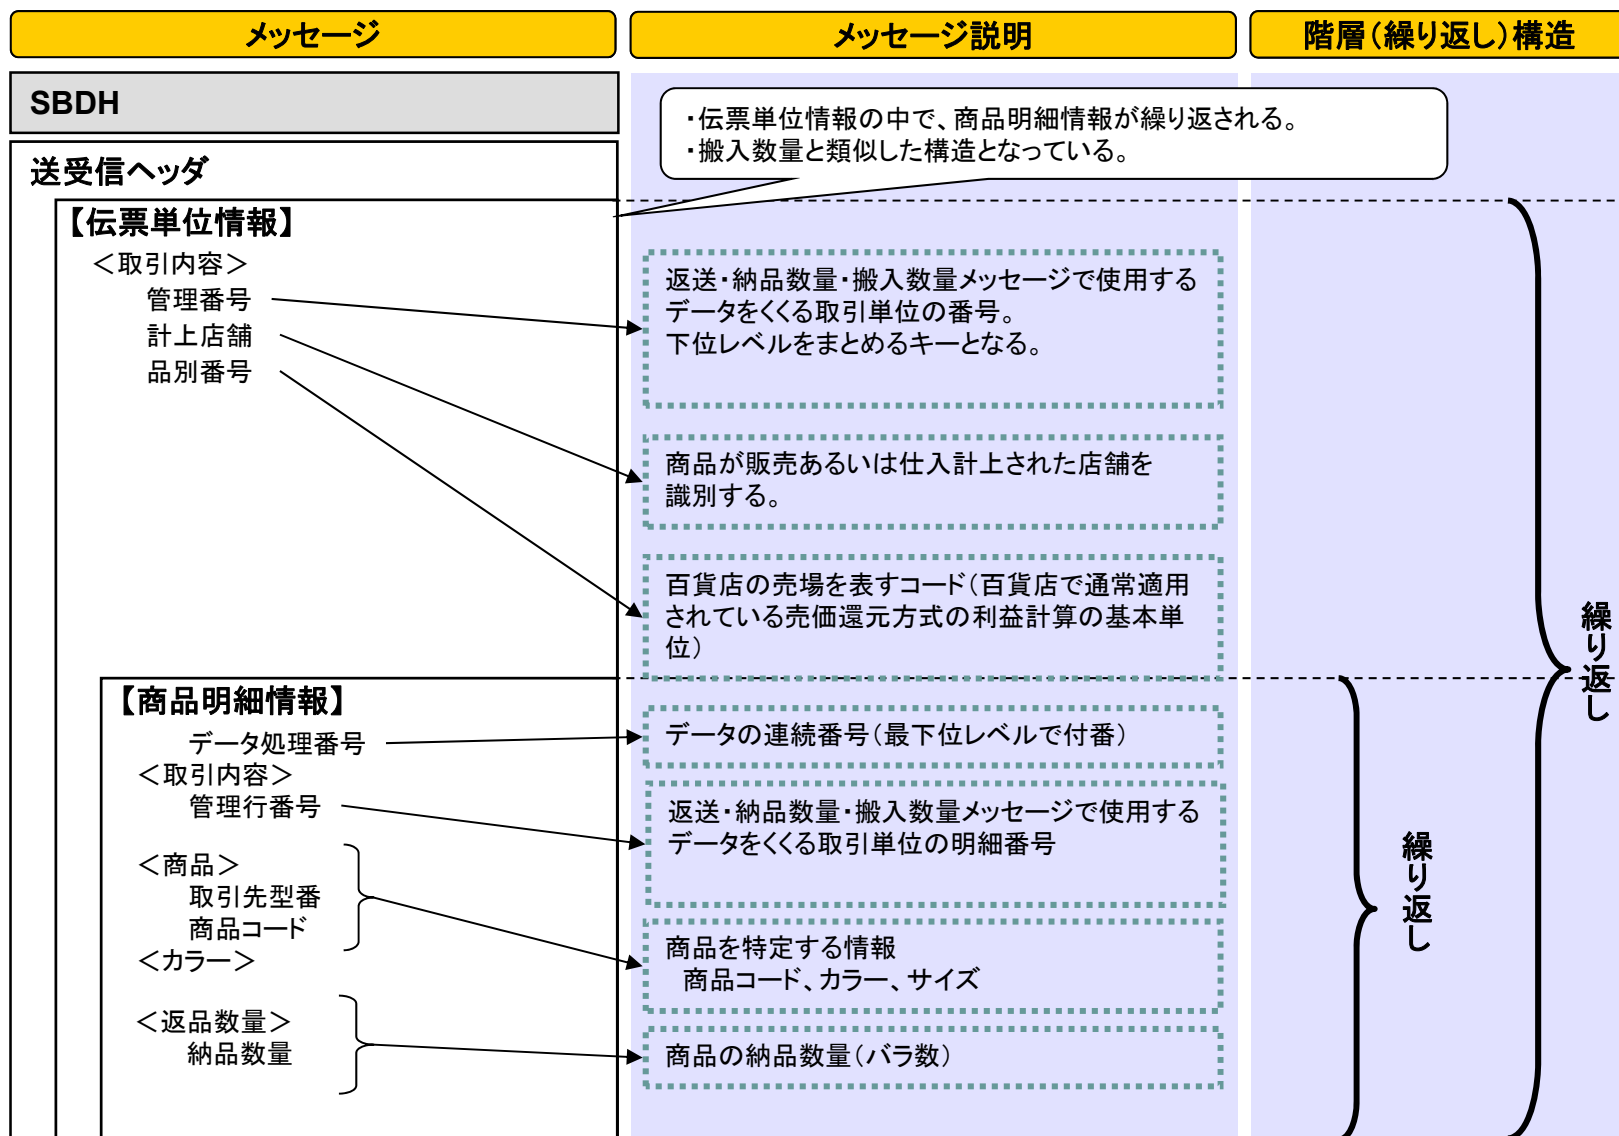 メッセージ
メッセージ説明
階層(繰り返し)構造
SBDH
・伝票単位情報の中で、商品明細情報が繰り返される。
・搬入数量と類似した構造となっている。
送受信ヘッダ
【伝票単位情報】
＜取引内容＞
管理番号
計上店舗
品別番号
返送・納品数量・搬入数量メッセージで使用する
データをくくる取引単位の番号。
下位レベルをまとめるキーとなる。
商品が販売あるいは仕入計上された店舗を
識別する。
百貨店の売場を表すコード(百貨店で通常適用
されている売価還元方式の利益計算の基本単
位)
繰り返し
【商品明細情報】
データ処理番号
＜取引内容＞
管理行番号
＜商品＞
取引先型番
商品コード
＜カラー＞
＜返品数量＞
納品数量
データの連続番号(最下位レベルで付番)
返送・納品数量・搬入数量メッセージで使用する
データをくくる取引単位の明細番号
商品を特定する情報
商品コード、カラー、サイズ
商品の納品数量(バラ数)
繰り返し